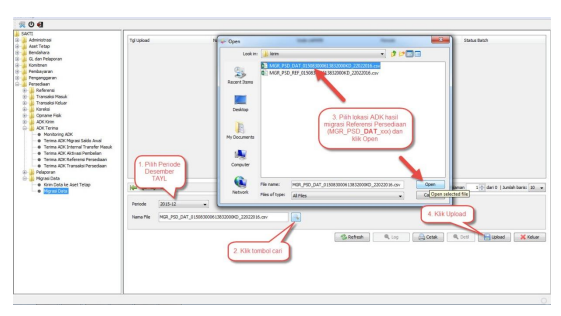 SAKTI
Administrasi
Aset Tetap
Bendahara
GL dan Pelaporan
Komitmen
Pembayaran
Penganggaran
Persediaan
Referensi
Transaksi Masuk
Transaksi Keluar
Koreksi
Opname Fisik
ADK Kirim
ADK Terima
Monitoring ADK
Terima ADK Migrasi Saldo Awal
Terima ADK Internal Transfer Masuk
Terima ADK Aktivasi Pembelian
Terima ADK Referensi Persediaan
Terima ADK Transaksi Persediaan
Pelaporan
Migrasi Data
Kirim Data ke Aset Tetap
Migrasi Data
Tgl Upload
Status Batch
Open
Look in:
kirim
MGR_PSD_DAT_015083000613832000KD_22022016.csv
MGR_PSD_REF_015083000613832000KD_22022016.csv
Recent Items
Desktop
My Documents
Computer
Network
File name:
MGR_PSD_DAT_015083000613832000KD_22022016.csv
Open
Files of type:
All Files
Open selected file
3. Pilih lokasi ADK hasil
migrasi Referensi Persediaan
(MGR_PSD_DAT_xxx) dan
klik Open
1. Pilih Periode
Desember
TAYL
1 dari 0 | Jumlah baris: 20
Periode
2015-12
Nama File
MGR_PSD_DAT_015083000613832000KD_22022016.csv
4. Klik Upload
2. Klik tombol cari
Refresh
Log
Cetak
Detil
Upload
Keluar